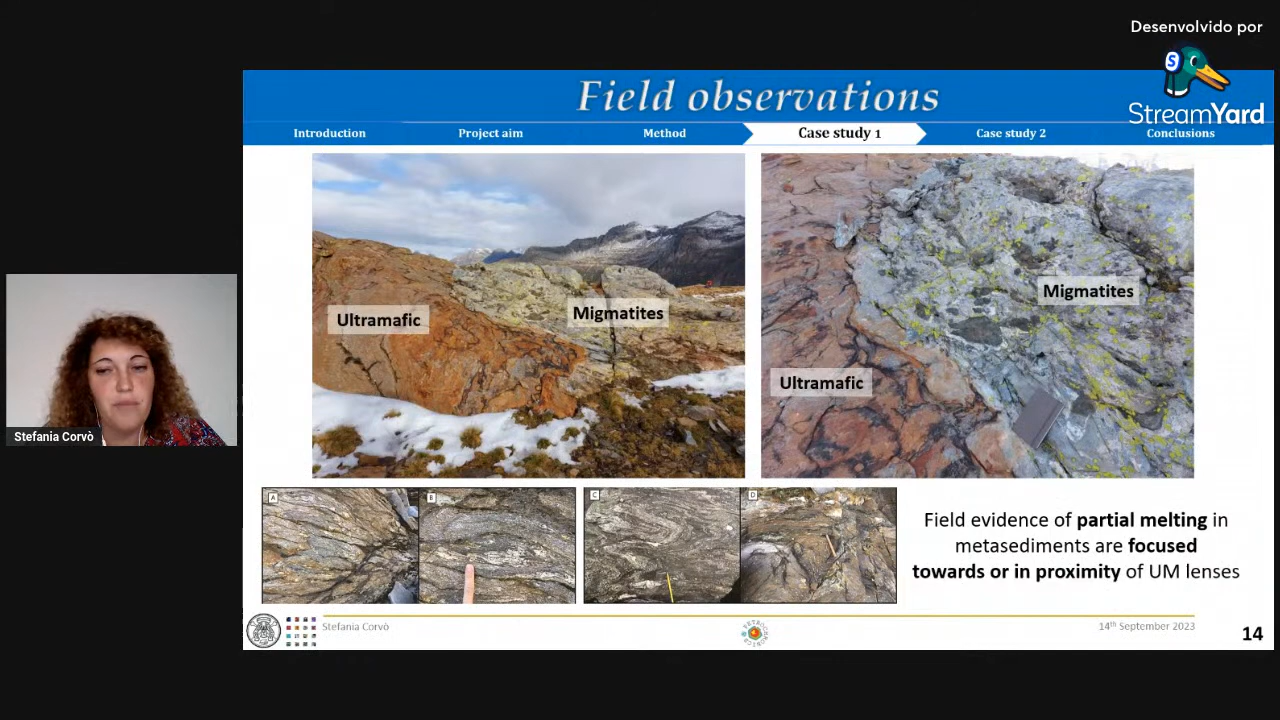 Desenvolvido por
S
StreamYard
Field observations
Introduction
Project aim
Method
Case study 1
Case study 2
Conclusions
Ultramafic
Migmatites
Migmatites
Ultramafic
Stefania Corvò
A
B
C
D
Field evidence of partial melting in
metasediments are focused
towards or in proximity of UM lenses
Stefania Corvò
14th September 2023
14